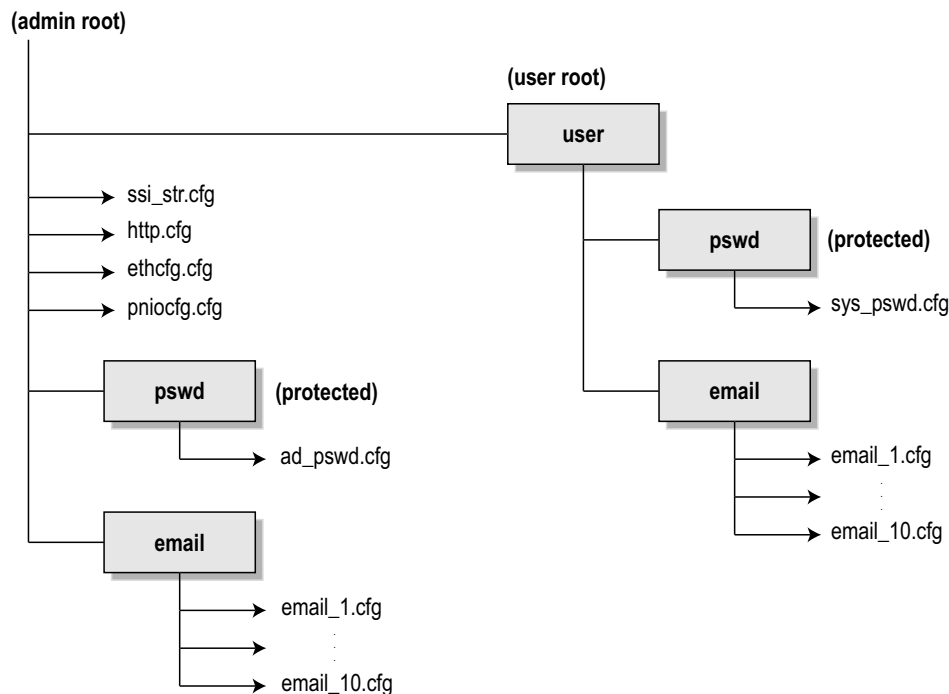 (admin root)
(user root)
user
ssi_str.cfg
http.cfg
ethcfg.cfg
pniocfg.cfg
pswd
(protected)
sys_pswd.cfg
pswd
(protected)
ad_pswd.cfg
email
email_1.cfg
email_10.cfg
email
email_1.cfg
email_10.cfg